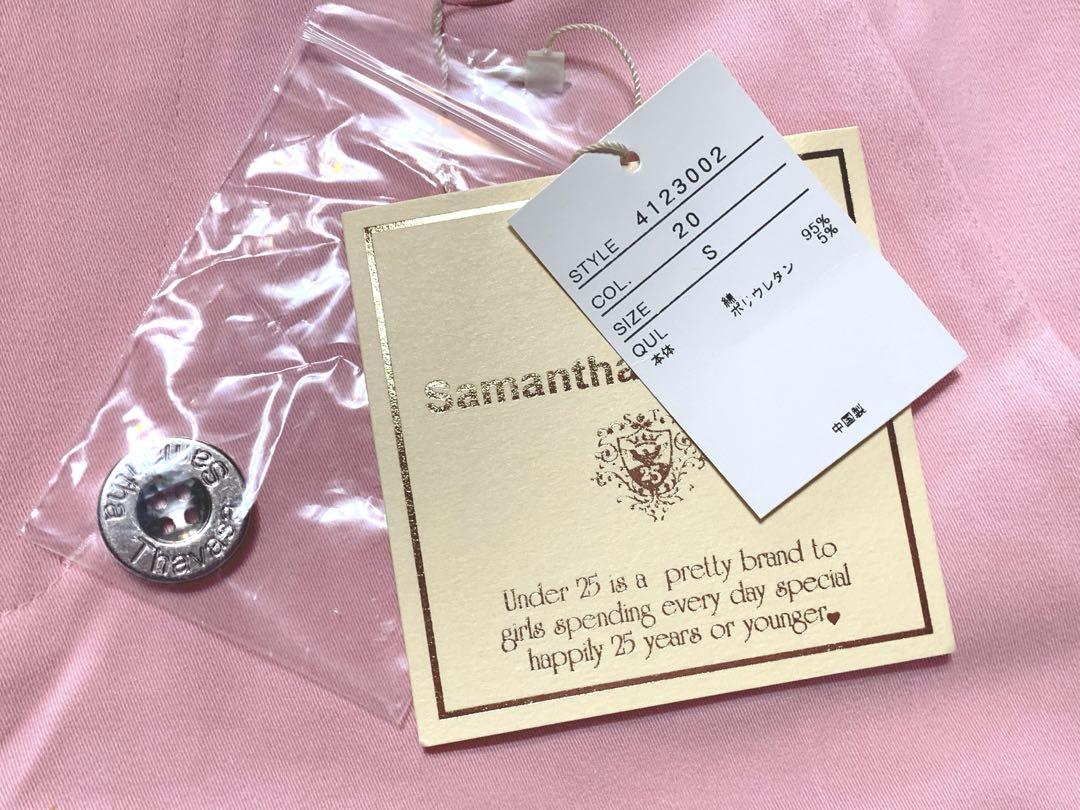 STYLE 4123002
COL. 20
SIZE S
QUL
本体
綿 95%
ポリウレタン 5%
中国製
Samantha
25
Under 25 is a pretty brand to
girls spending every day special
happily 25 years or younger♥
Samantha Thavasa